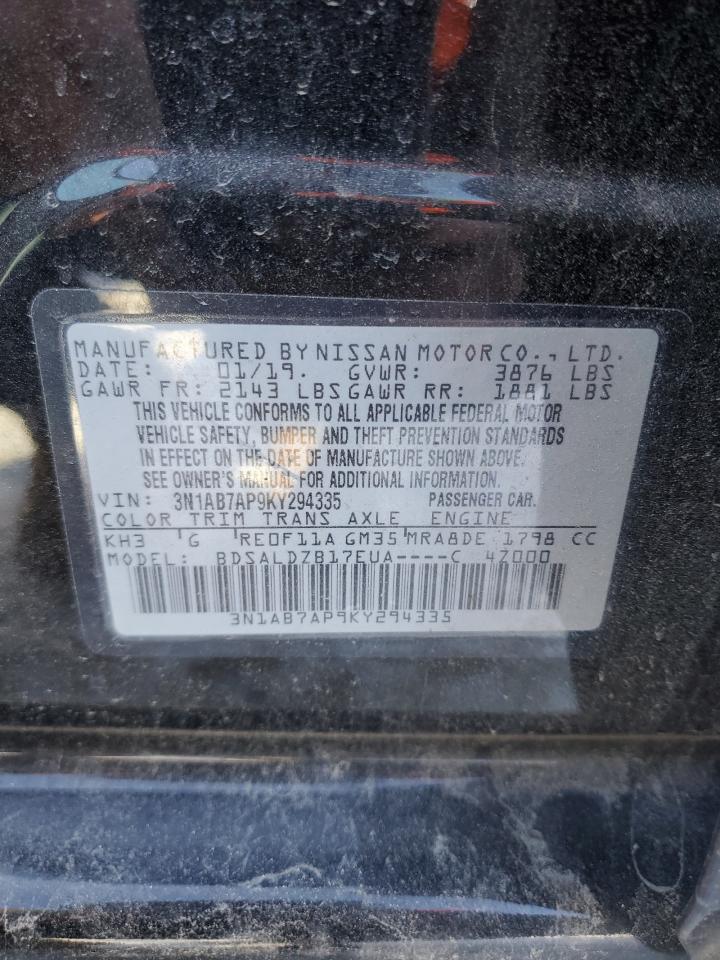 MANUFACTURED BY NISSAN MOTOR CO., LTD.
DATE: 01/19. GVWR: 3876 LBS
GAWR FR: 2143 LBS GAWR RR: 1881 LBS
THIS VEHICLE CONFORMS TO ALL APPLICABLE FEDERAL MOTOR
VEHICLE SAFETY, BUMPER AND THEFT PREVENTION STANDARDS
IN EFFECT ON THE DATE OF MANUFACTURE SHOWN ABOVE.
SEE OWNER'S MANUAL FOR ADDITIONAL INFORMATION.
VIN: 3N1AB7AP9KY294335 PASSENGER CAR.
COLOR TRIM TRANS AXLE ENGINE
KH3 G RE0F11A GM35 MRA8DE 1798 CC
MODEL: BDSALDZB17EUA----C 4Z000
3N1AB7AP9KY294335